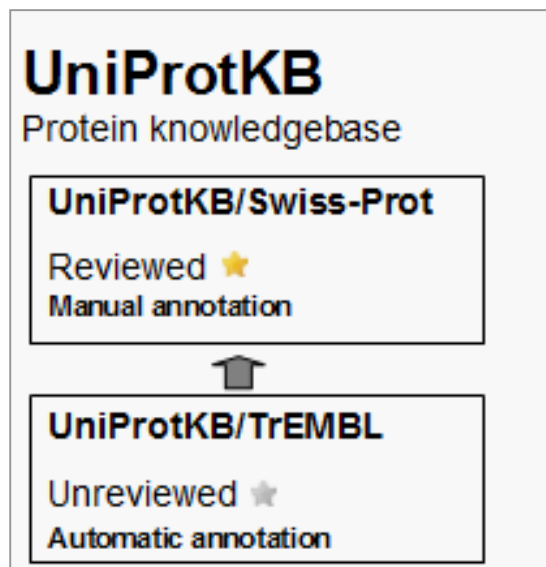 UniProtKB
Protein knowledgebase
UniProtKB/Swiss-Prot
Reviewed
Manual annotation
UniProtKB/TrEMBL
Unreviewed
Automatic annotation